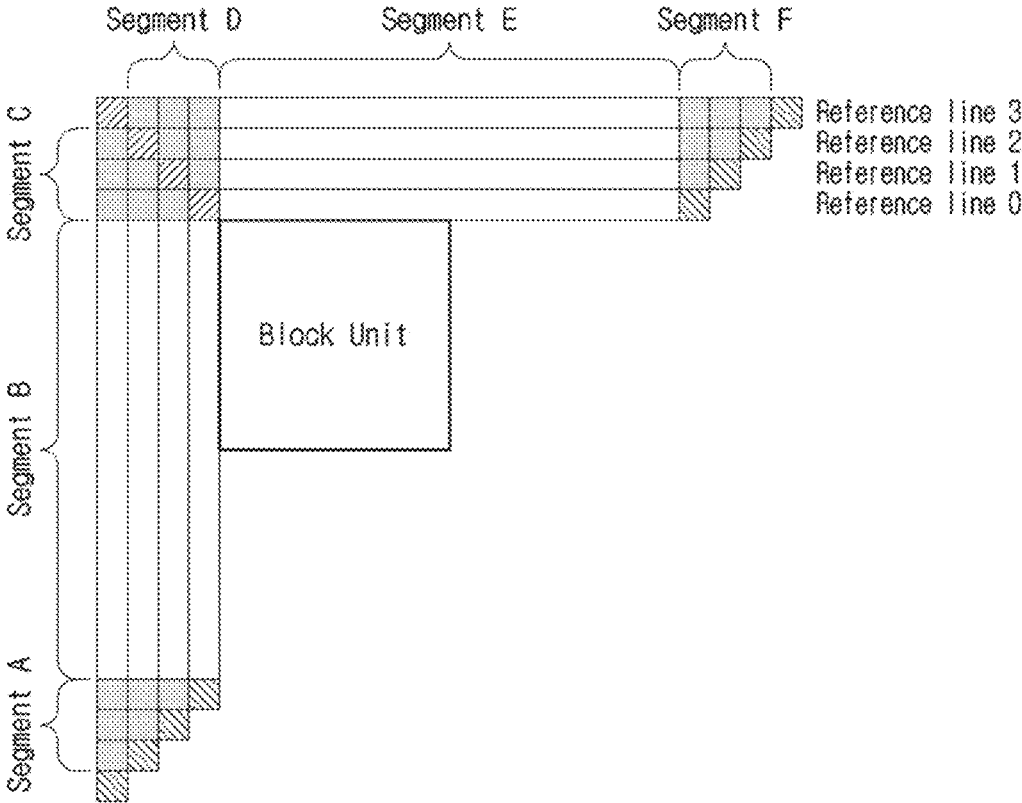 Segment D
Segment E
Segment F
Segment C
Reference line 3
Reference line 2
Reference line 1
Reference line 0
Block Unit
Segment B
Segment A